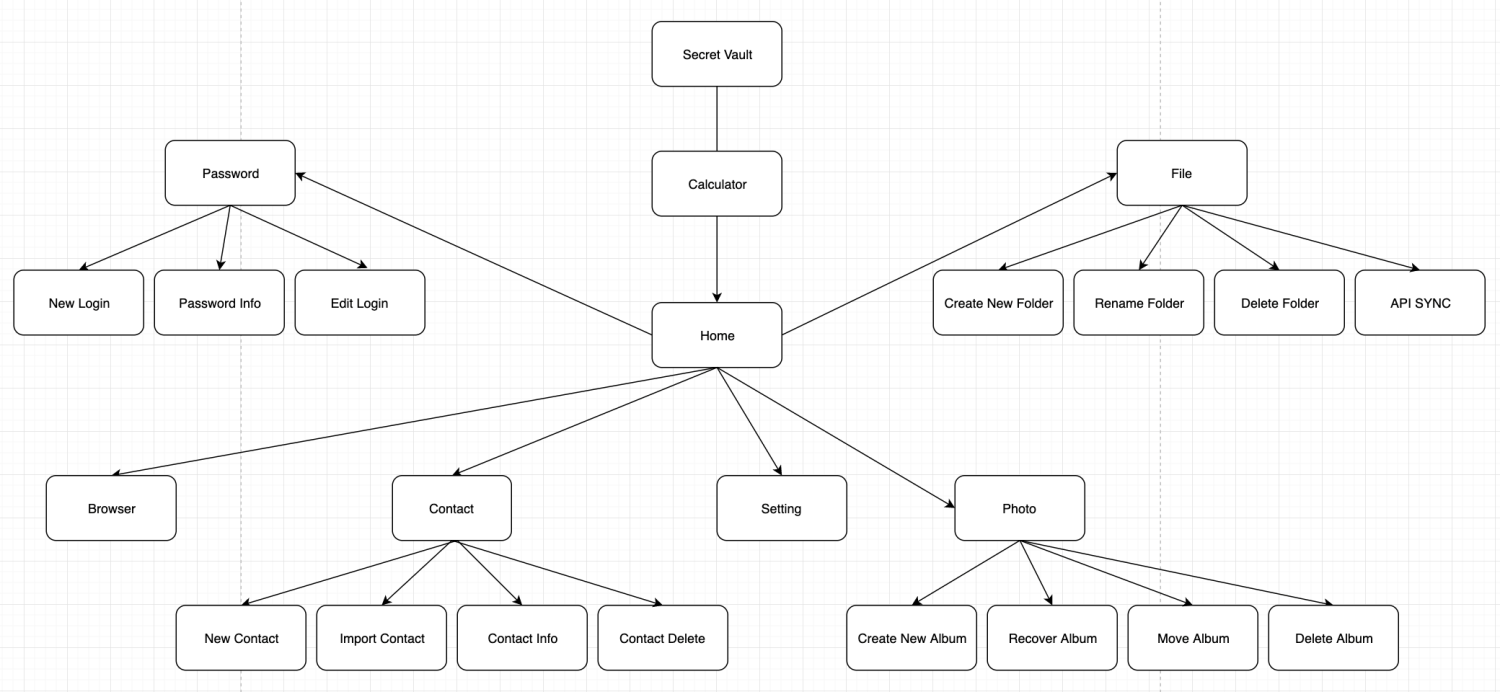 Secret Vault
Password
Calculator
File
New Login
Password Info
Edit Login
Create New Folder
Rename Folder
Delete Folder
API SYNC
Home
Browser
Contact
Setting
Photo
New Contact
Import Contact
Contact Info
Contact Delete
Create New Album
Recover Album
Move Album
Delete Album